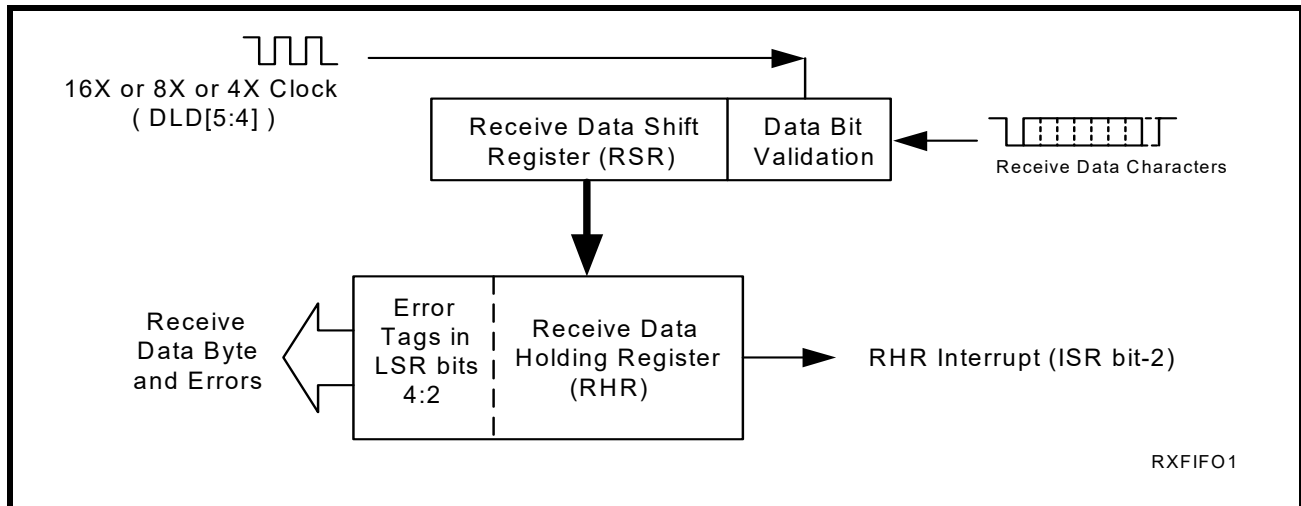 16X or 8X or 4X Clock
( DLD[5:4] )
Receive Data Shift
Register (RSR)
Data Bit
Validation
Receive Data Characters
Receive
Data Byte
and Errors
Error
Tags in
LSR bits
4:2
Receive Data
Holding Register
(RHR)
RHR Interrupt (ISR bit-2)
RXFIFO1